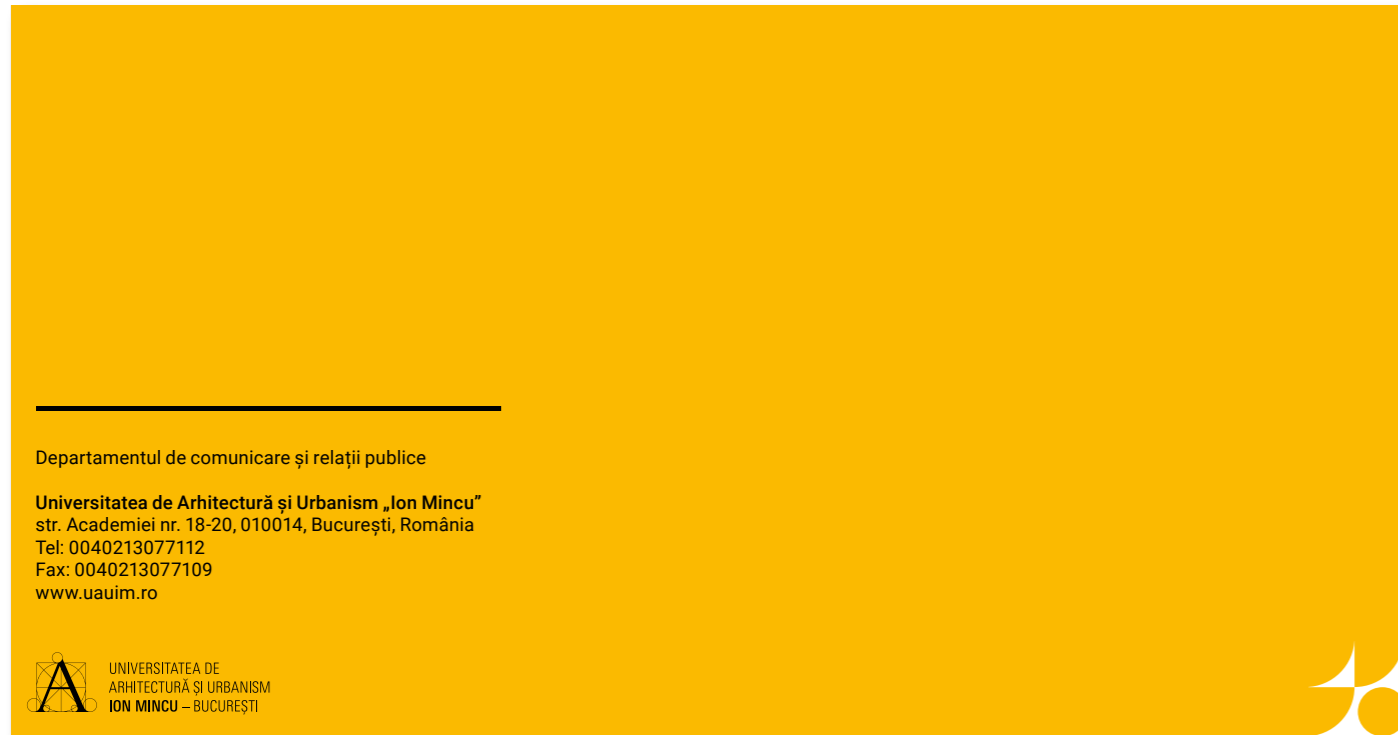 Departamentul de comunicare și relații publice
Universitatea de Arhitectură și Urbanism „Ion Mincu”
str. Academiei nr. 18-20, 010014, București, România
Tel: 0040213077112
Fax: 0040213077109
www.uauim.ro
A
UNIVERSITATEA DE
ARHITECTURĂ ȘI URBANISM
ION MINCU – BUCUREȘTI